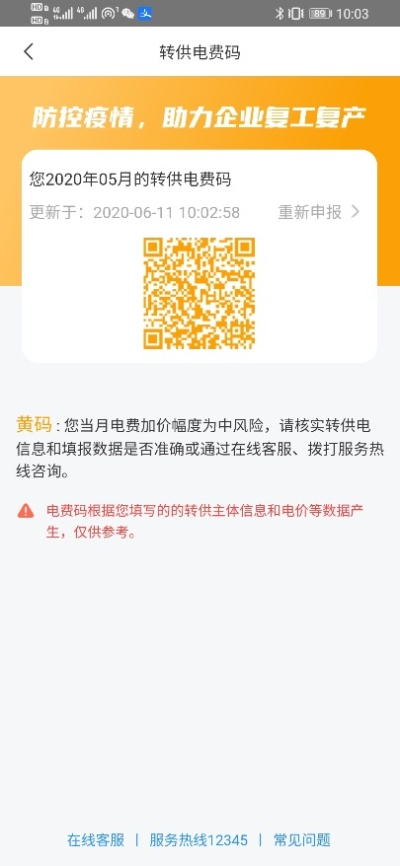 10:03
转供电费码
防控疫情，助力企业复工复产
您2020年05月的转供电费码
更新于：2020-06-11 10:02:58 重新申报
黄码：您当月电费加价幅度为中风险，请核实转供电
信息和填报数据是否准确或通过在线客服、拨打服务热
线咨询。
电费码根据您填写的的转供主体信息和电价等数据产
生，仅供参考。
在线客服 | 服务热线12345 | 常见问题